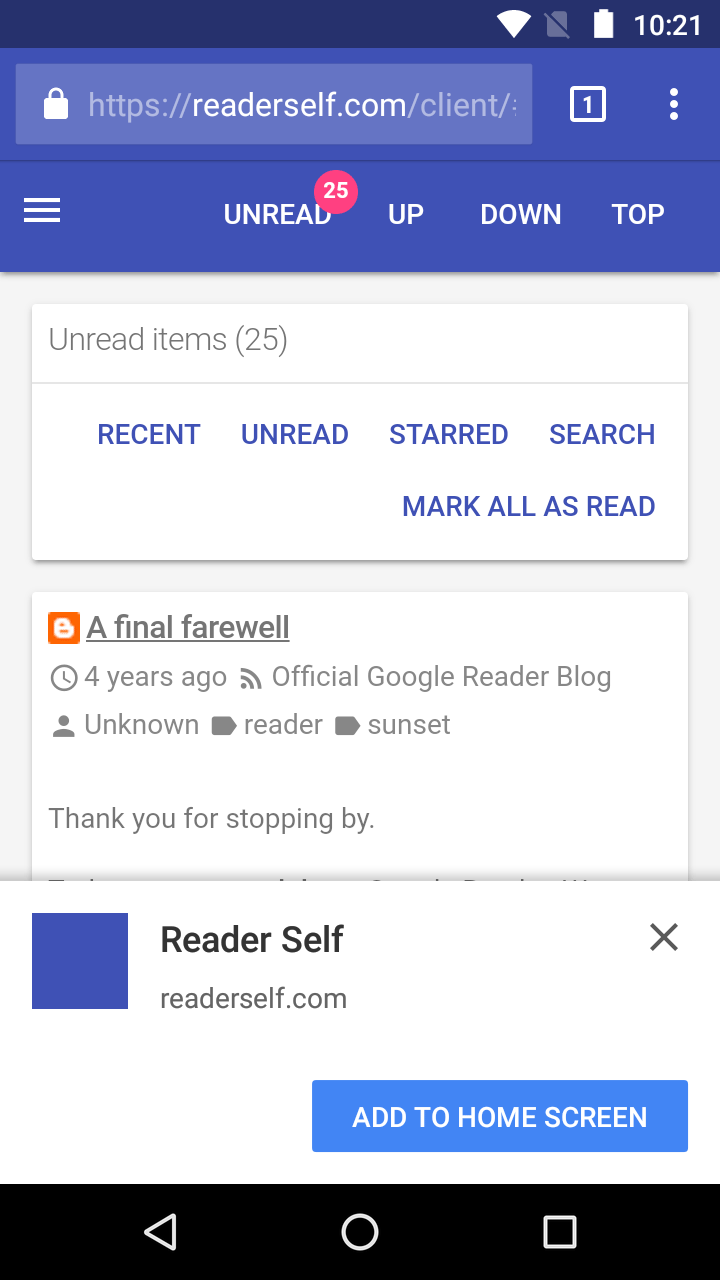 10:21
https://readerself.com/client/
1
UNREAD 25 UP DOWN TOP
Unread items (25)
RECENT UNREAD STARRED SEARCH
MARK ALL AS READ
A final farewell
4 years ago Official Google Reader Blog
Unknown reader sunset
Thank you for stopping by.
Reader Self
readerself.com
ADD TO HOME SCREEN